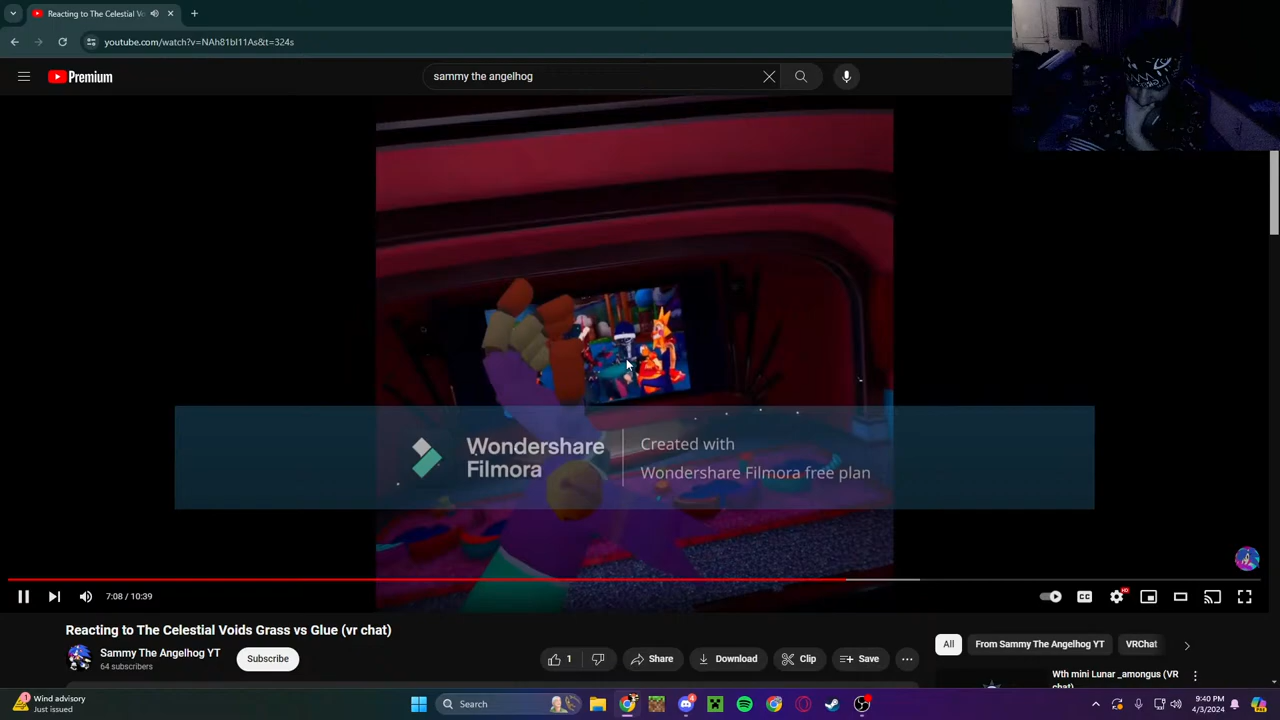 Reacting to The Celestial Vo
youtube.com/watch?v=NAh81bI11As&t=324s
Premium
sammy the angelhog
Wondershare
Filmora
Created with
Wondershare Filmora free plan
7:08 / 10:39
CC
HD
Reacting to The Celestial Voids Grass vs Glue (vr chat)
Sammy The Angelhog YT
64 subscribers
Subscribe
1
Share
Download
Clip
Save
All
From Sammy The Angelhog YT
VRChat
Wth mini Lunar _amongus (VR
chat)
Wind advisory
Just issued
Search
9:40 PM
4/3/2024